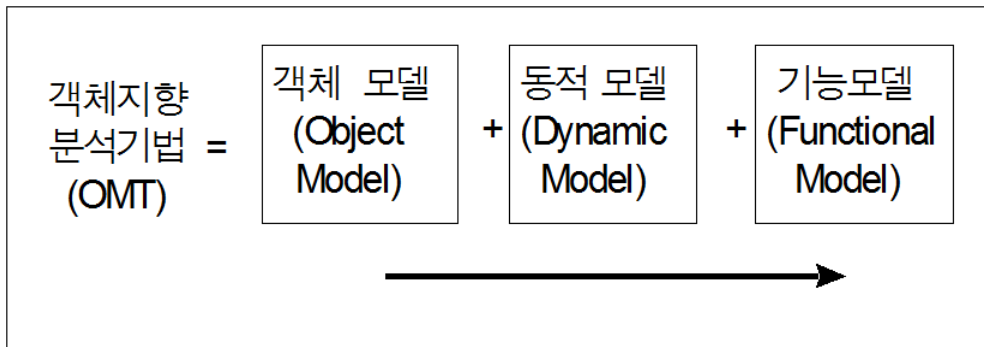 객체지향
분석기법
(OMT)
=
객체 모델
(Object
Model)
+
동적 모델
(Dynamic
Model)
+
기능모델
(Functional
Model)